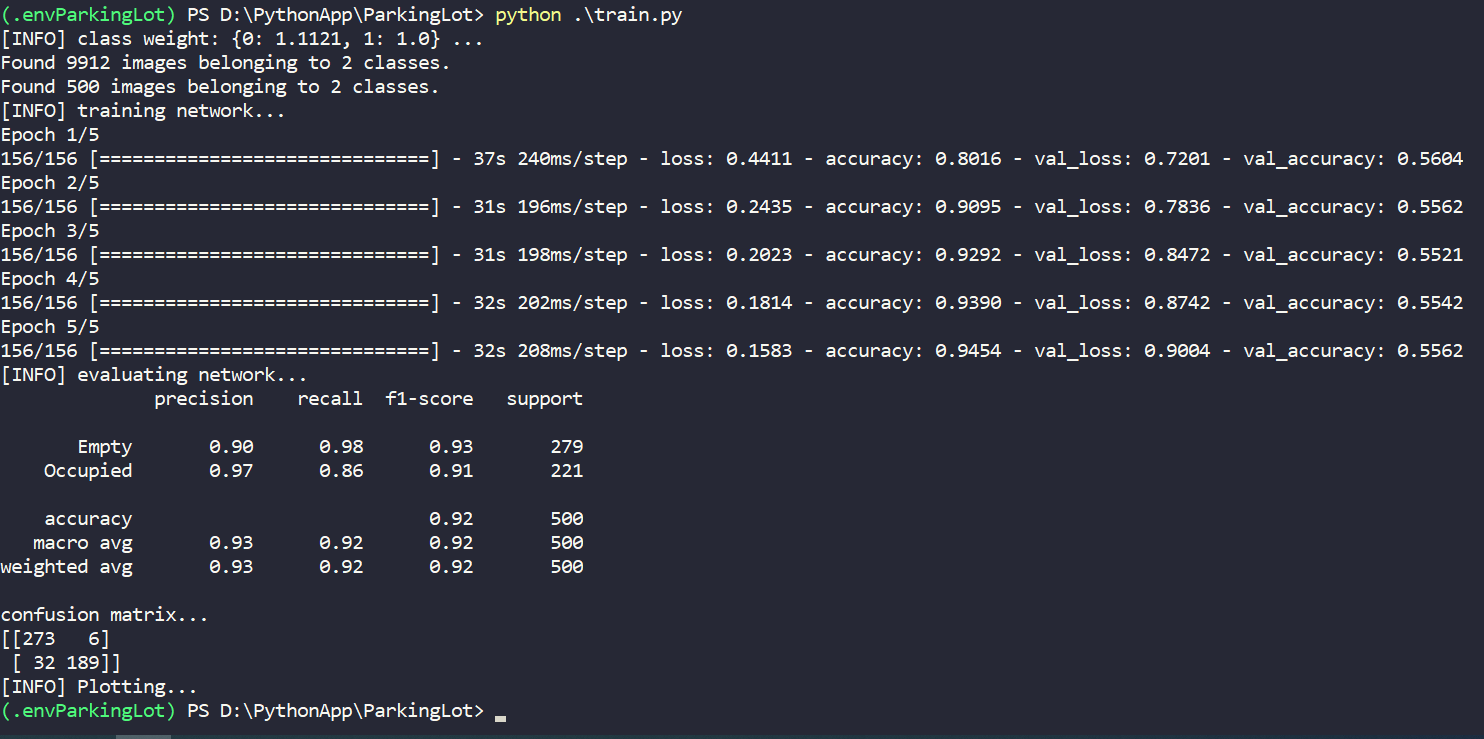 (.envParkingLot) PS D:\PythonApp\ParkingLot> python .\train.py
[INFO] class weight: {0: 1.1121, 1: 1.0} ...
Found 9912 images belonging to 2 classes.
Found 500 images belonging to 2 classes.
[INFO] training network...
Epoch 1/5
156/156 [==============================] - 37s 240ms/step - loss: 0.4411 - accuracy: 0.8016 - val_loss: 0.7201 - val_accuracy: 0.5604
Epoch 2/5
156/156 [==============================] - 31s 196ms/step - loss: 0.2435 - accuracy: 0.9095 - val_loss: 0.7836 - val_accuracy: 0.5562
Epoch 3/5
156/156 [==============================] - 31s 198ms/step - loss: 0.2023 - accuracy: 0.9292 - val_loss: 0.8472 - val_accuracy: 0.5521
Epoch 4/5
156/156 [==============================] - 32s 202ms/step - loss: 0.1814 - accuracy: 0.9390 - val_loss: 0.8742 - val_accuracy: 0.5542
Epoch 5/5
156/156 [==============================] - 32s 208ms/step - loss: 0.1583 - accuracy: 0.9454 - val_loss: 0.9004 - val_accuracy: 0.5562
[INFO] evaluating network...
              precision    recall  f1-score   support

       Empty       0.90      0.98      0.93       279
    Occupied       0.97      0.86      0.91       221

    accuracy                           0.92       500
   macro avg       0.93      0.92      0.92       500
weighted avg       0.93      0.92      0.92       500

confusion matrix...
[[273   6]
 [ 32 189]]
[INFO] Plotting...
(.envParkingLot) PS D:\PythonApp\ParkingLot>